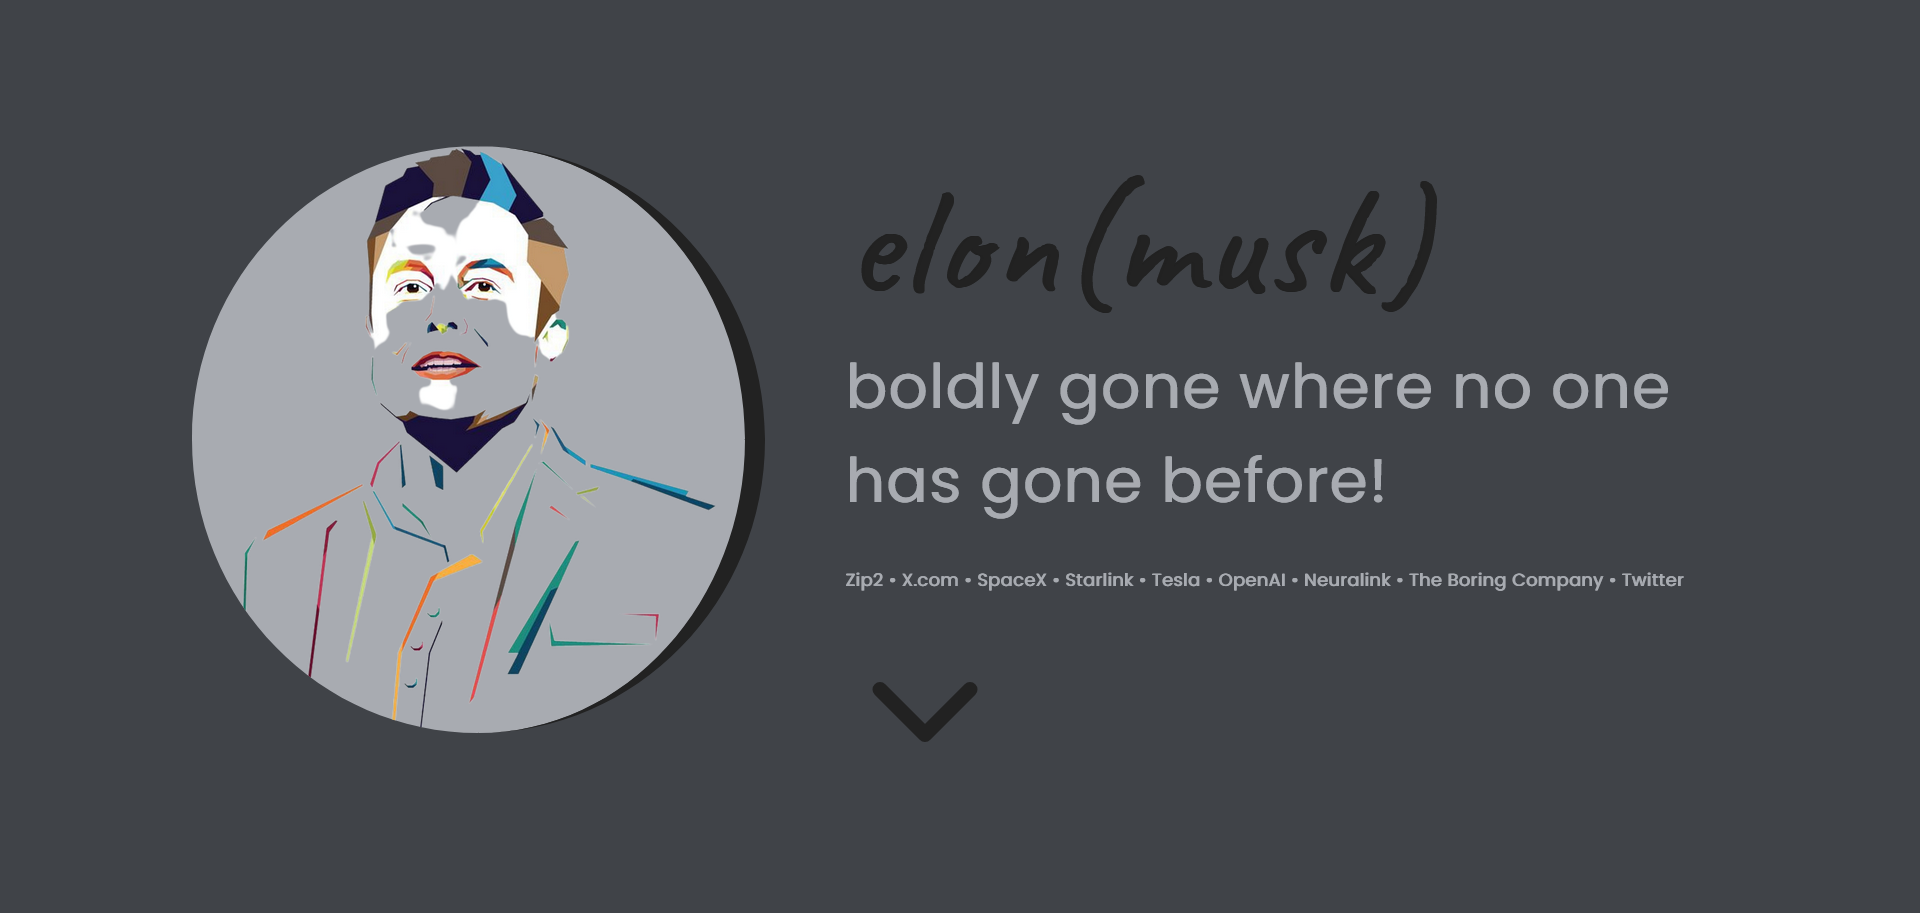 elon(musk)
boldly gone where no one
has gone before!
Zip2 • X.com • SpaceX • Starlink • Tesla • OpenAI • Neuralink • The Boring Company • Twitter